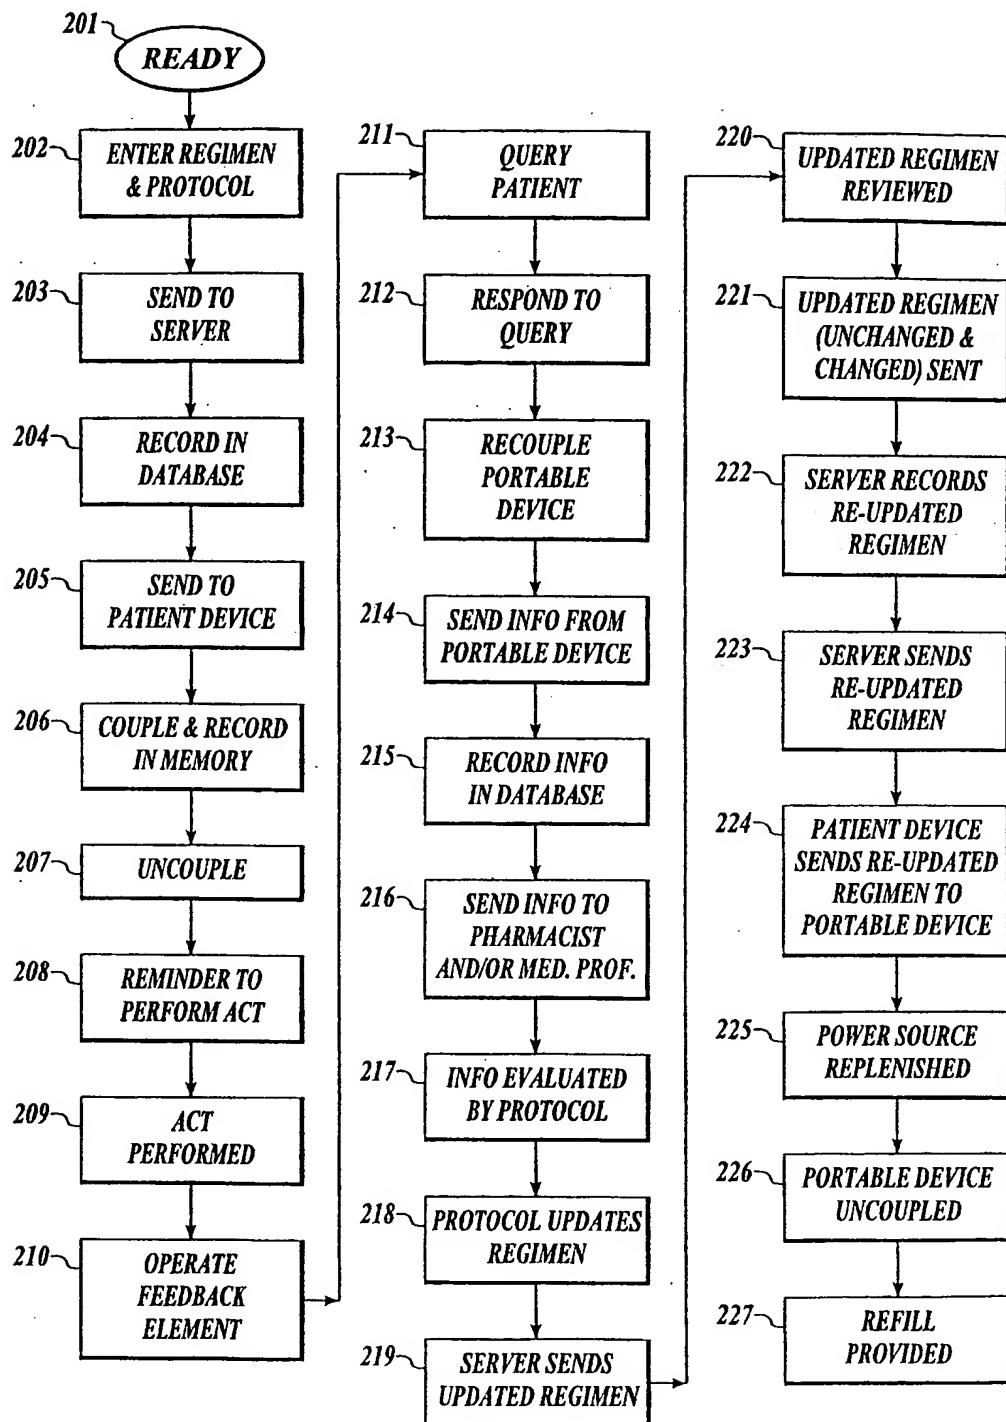 201
READY
202
ENTER REGIMEN
& PROTOCOL
203
SEND TO
SERVER
204
RECORD IN
DATABASE
205
SEND TO
PATIENT DEVICE
206
COUPLE & RECORD
IN MEMORY
207
UNCOUPLE
208
REMINDER TO
PERFORM ACT
209
ACT
PERFORMED
210
OPERATE
FEEDBACK
ELEMENT
211
QUERY
PATIENT
212
RESPOND TO
QUERY
213
RECOUPLE
PORTABLE
DEVICE
214
SEND INFO FROM
PORTABLE DEVICE
215
RECORD INFO
IN DATABASE
216
SEND INFO TO
PHARMACIST
AND/OR MED. PROF.
217
INFO EVALUATED
BY PROTOCOL
218
PROTOCOL UPDATES
REGIMEN
219
SERVER SENDS
UPDATED REGIMEN
220
UPDATED REGIMEN
REVIEWED
221
UPDATED REGIMEN
(UNCHANGED &
CHANGED) SENT
222
SERVER RECORDS
RE-UPDATED
REGIMEN
223
SERVER SENDS
RE-UPDATED
REGIMEN
224
PATIENT DEVICE
SENDS RE-UPDATED
REGIMEN TO
PORTABLE DEVICE
225
POWER SOURCE
REPLENISHED
226
PORTABLE DEVICE
UNCOUPLED
227
REFILL
PROVIDED